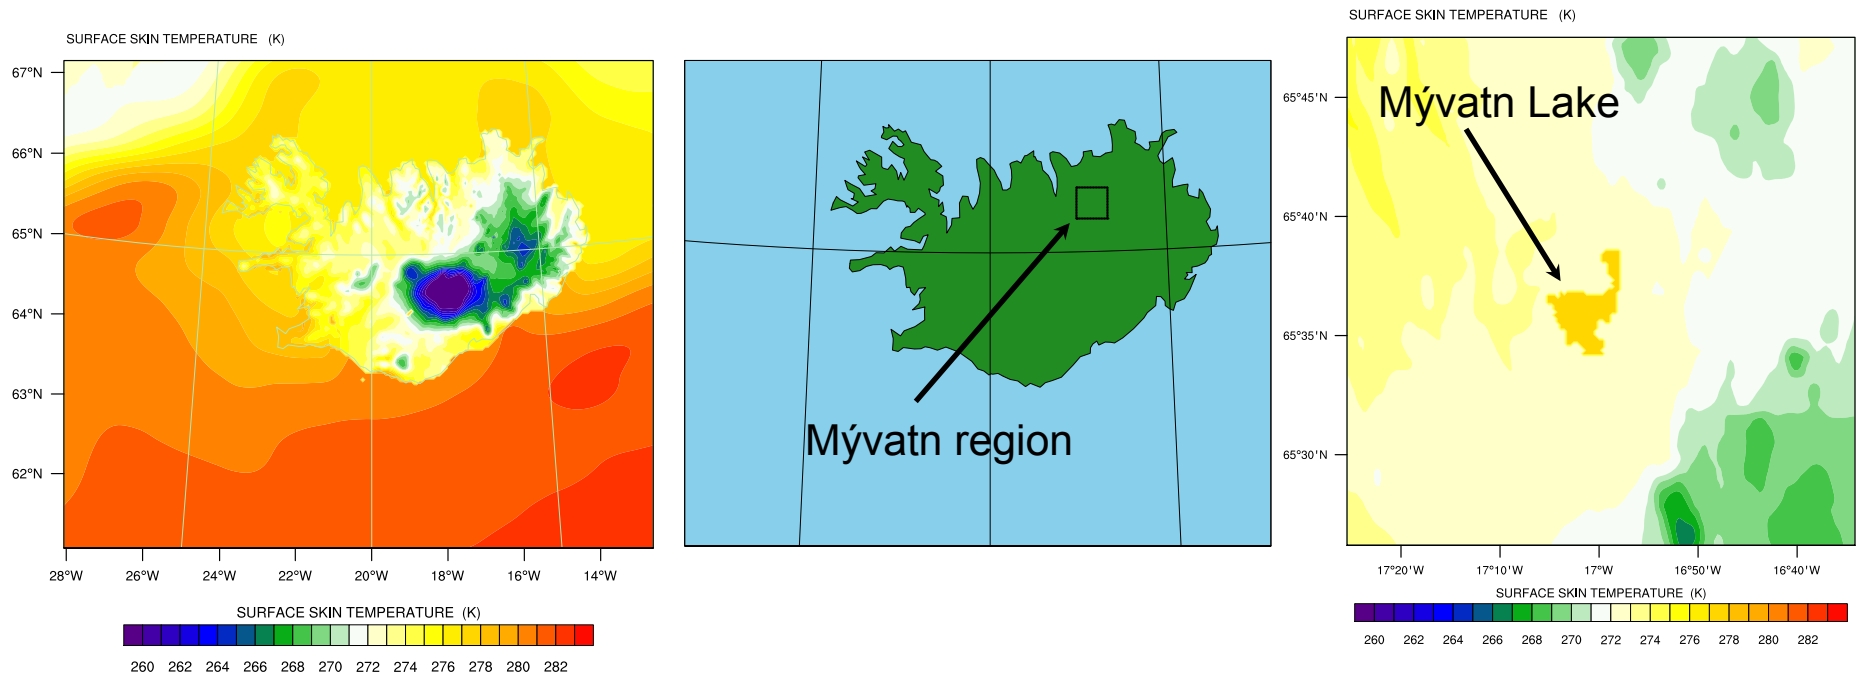 SURFACE SKIN TEMPERATURE (K)
67°N
66°N
65°N
64°N
63°N
62°N
28°W 26°W 24°W 22°W 20°W 18°W 16°W 14°W
SURFACE SKIN TEMPERATURE (K)
260 262 264 266 268 270 272 274 276 278 280 282
Mývatn region
SURFACE SKIN TEMPERATURE (K)
Mývatn Lake
65°45'N
65°40'N
65°35'N
65°30'N
17°20'W 17°10'W 17°W 16°50'W 16°40'W
SURFACE SKIN TEMPERATURE (K)
260 262 264 266 268 270 272 274 276 278 280 282